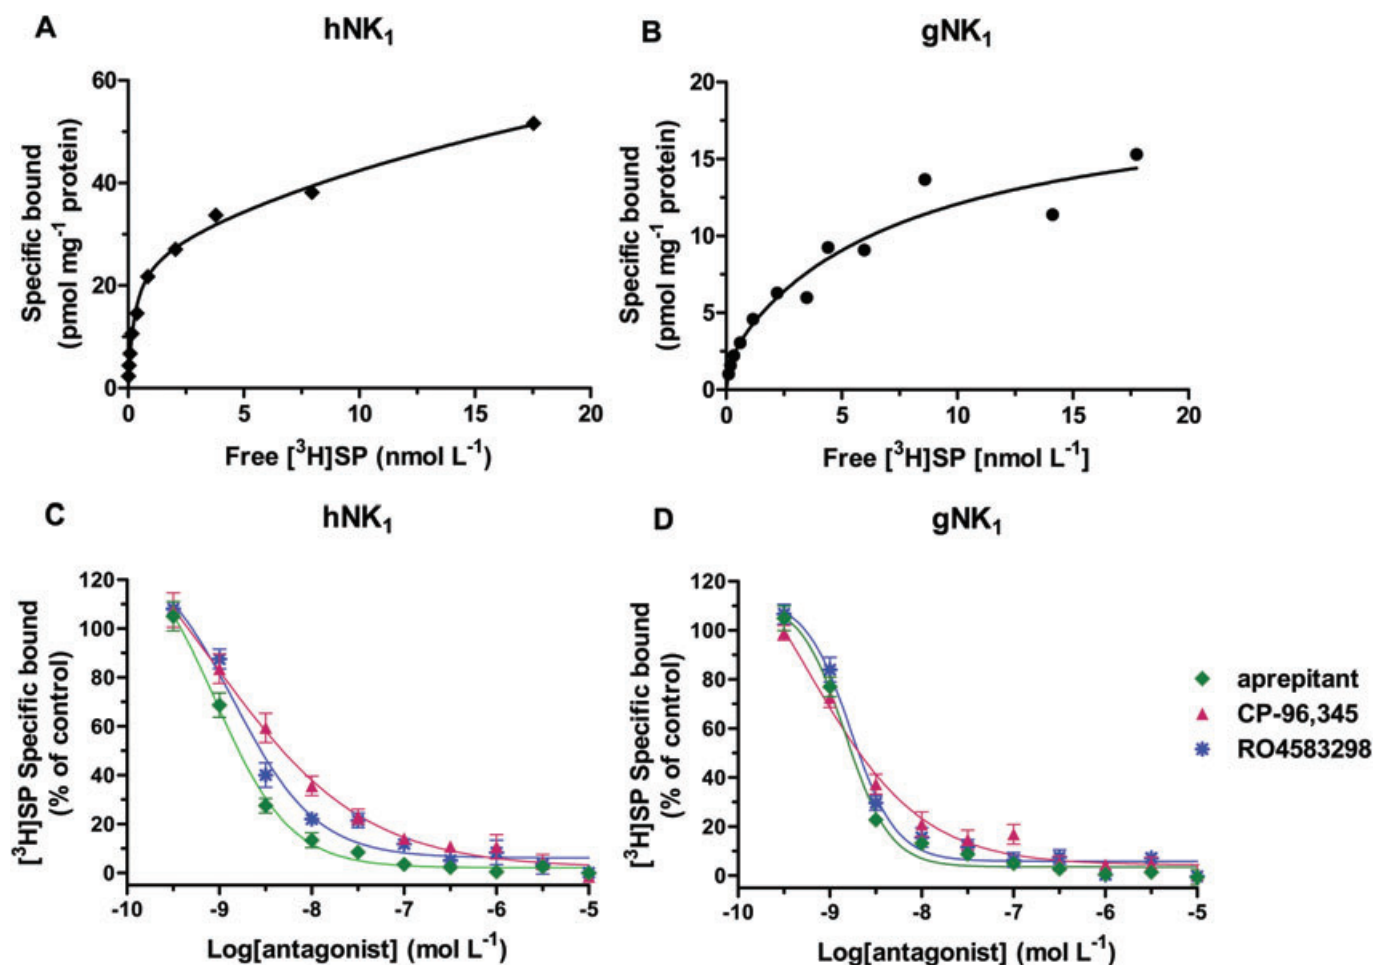 A
hNK₁
Specific bound
(pmol mg⁻¹ protein)
60
40
20
0
0 5 10 15 20
Free [³H]SP (nmol L⁻¹)
B
gNK₁
Specific bound
(pmol mg⁻¹ protein)
20
15
10
5
0
0 5 10 15 20
Free [³H]SP [nmol L⁻¹]
C
hNK₁
[³H]SP Specific bound
(% of control)
120
100
80
60
40
20
0
-10 -9 -8 -7 -6 -5
Log[antagonist] (mol L⁻¹)
D
gNK₁
[³H]SP Specific bound
(% of control)
120
100
80
60
40
20
0
-10 -9 -8 -7 -6 -5
Log[antagonist] (mol L⁻¹)
aprepitant
CP-96,345
RO4583298